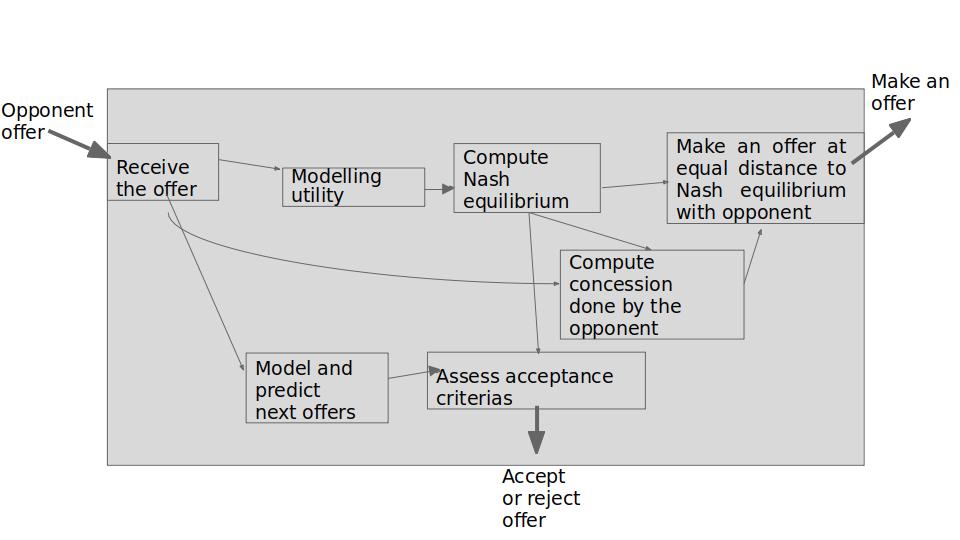 Opponent
offer
Receive
the offer
Modelling
utility
Compute
Nash
equilibrium
Make an offer at
equal distance to
Nash equilibrium
with opponent
Make an
offer
Compute
concession
done by the
opponent
Model and
predict
next offers
Assess acceptance
criterias
Accept
or reject
offer